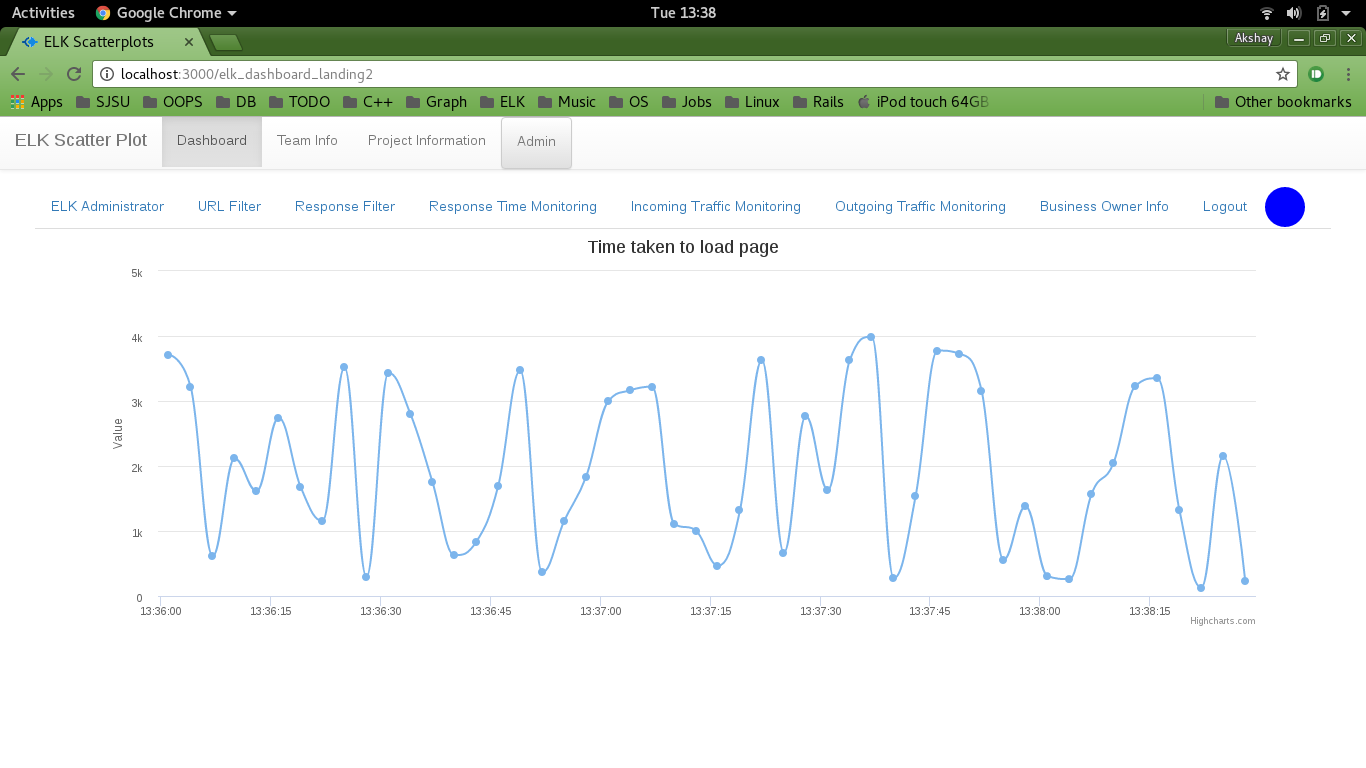 Activities Google Chrome Tue 13:38
ELK Scatterplots Akshay
localhost:3000/elk_dashboard_landing2
Apps SJSU OOPS DB TODO C++ Graph ELK Music OS Jobs Linux Rails iPod touch 64GB Other bookmarks
ELK Scatter Plot Dashboard Team Info Project Information Admin
ELK Administrator URL Filter Response Filter Response Time Monitoring Incoming Traffic Monitoring Outgoing Traffic Monitoring Business Owner Info Logout
Time taken to load page
5k
4k
3k
Value
2k
1k
0
13:36:00 13:36:15 13:36:30 13:36:45 13:37:00 13:37:15 13:37:30 13:37:45 13:38:00 13:38:15
Highcharts.com